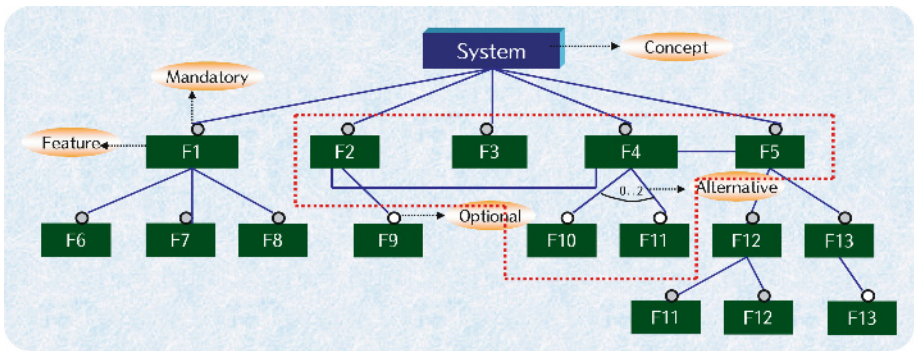 System
Concept
Mandatory
Feature
F1
F2
F3
F4
F5
0..2
Alternative
Optional
F6
F7
F8
F9
F10
F11
F12
F13
F11
F12
F13